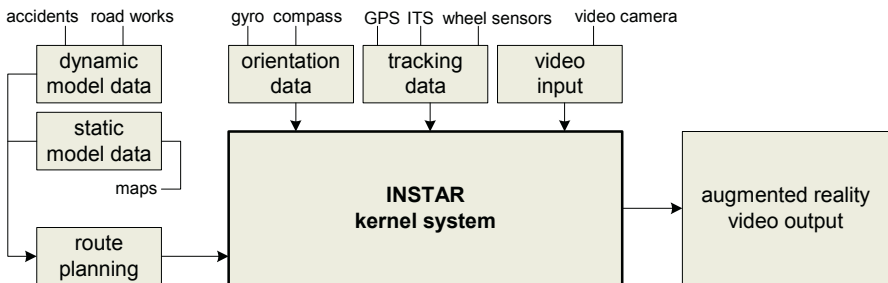 accidents road works
gyro compass
GPS ITS wheel sensors
video camera
dynamic
model data
orientation
data
tracking
data
video
input
static
model data
maps
INSTAR
kernel system
augmented reality
video output
route
planning